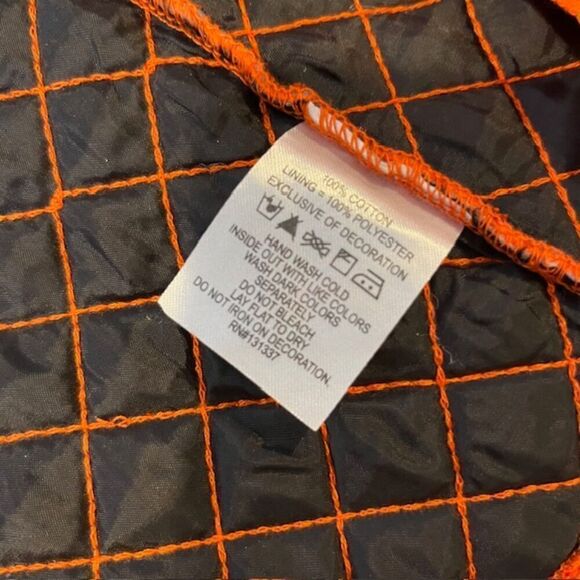 100% COTTON
LINING - 100% POLYESTER
EXCLUSIVE OF DECORATION
HAND WASH COLD
INSIDE OUT WITH LIKE COLORS
WASH DARK COLORS
SEPARATELY
DO NOT BLEACH
LAY FLAT TO DRY
DO NOT IRON ON DECORATION.
RN#131337